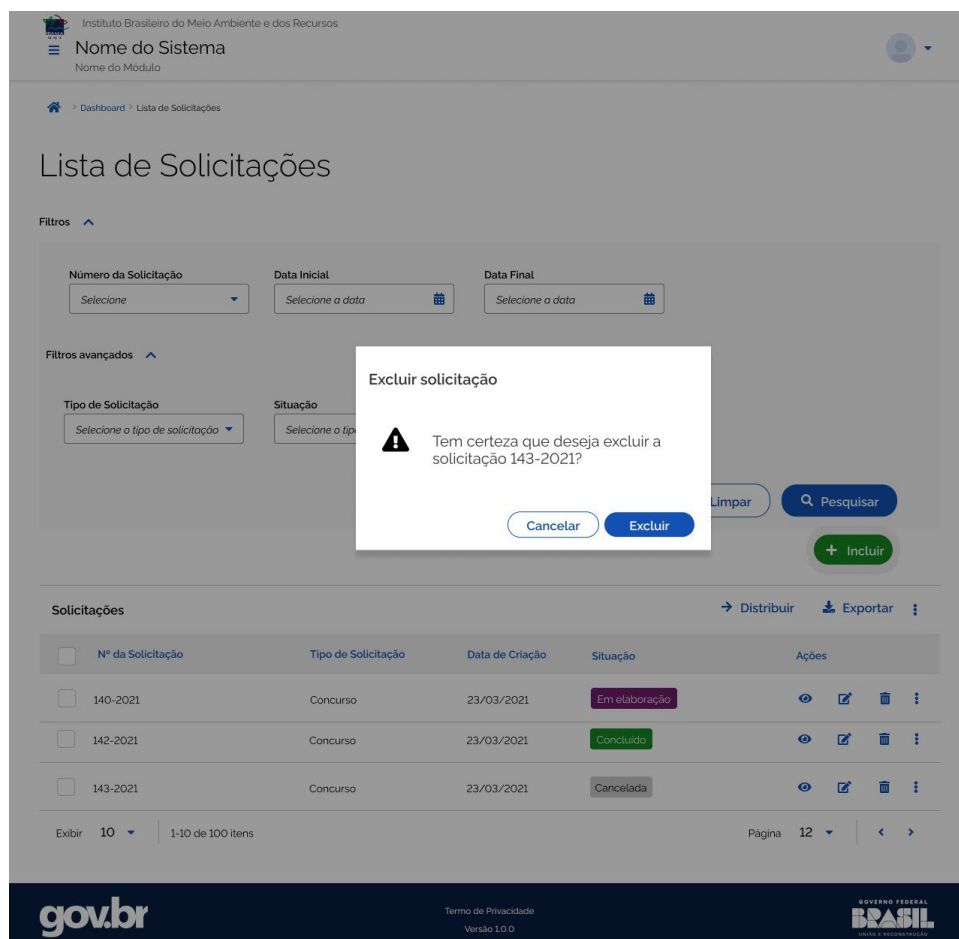 Instituto Brasileiro do Meio Ambiente e dos Recursos
IBAMA
M M A
Nome do Sistema
Nome do Módulo
Dashboard > Lista de Solicitações
Lista de Solicitações
Filtros
Número da Solicitação Data Inicial Data Final
Selecione Selecione a data Selecione a data
Filtros avançados
Excluir solicitação
Tipo de Solicitação Situação
Selecione o tipo de solicitação Selecione o tip
Tem certeza que deseja excluir a
solicitação 143-2021?
Limpar Pesquisar
Cancelar Excluir
+ Incluir
Solicitações Distribuir Exportar
Nº da Solicitação Tipo de Solicitação Data de Criação Situação Ações
140-2021 Concurso 23/03/2021 Em elaboração
142-2021 Concurso 23/03/2021 Concluído
143-2021 Concurso 23/03/2021 Cancelada
Exibir 10 1-10 de 100 itens Página 12
gov.br
Termo de Privacidade
Versão 1.0.0
GOVERNO FEDERAL
BRASIL
UNIÃO E RECONSTRUÇÃO